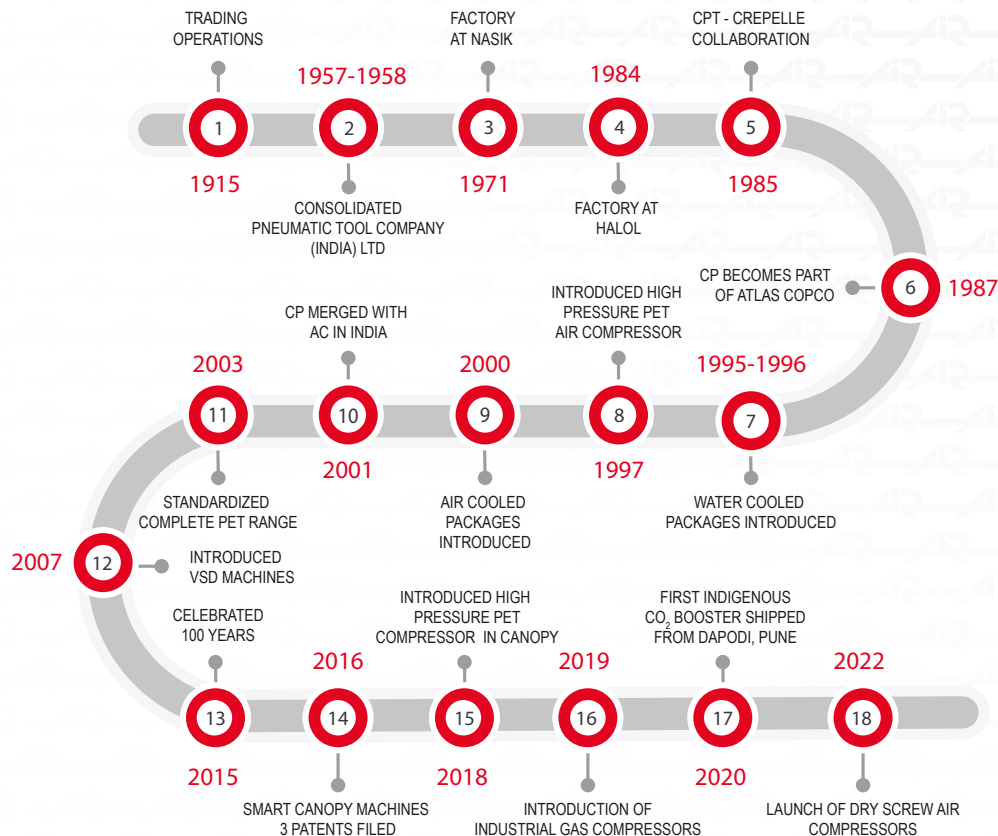 TRADING
OPERATIONS
1
1915
1957-1958
2
CONSOLIDATED
PNEUMATIC TOOL COMPANY
(INDIA) LTD
FACTORY
AT NASIK
3
1971
1984
4
FACTORY AT
HALOL
CPT - CREPELLE
COLLABORATION
5
1985
CP BECOMES PART
OF ATLAS COPCO
6
1987
1995-1996
7
WATER COOLED
PACKAGES INTRODUCED
INTRODUCED HIGH
PRESSURE PET
AIR COMPRESSOR
8
1997
2000
9
AIR COOLED
PACKAGES
INTRODUCED
CP MERGED WITH
AC IN INDIA
10
2001
2003
11
STANDARDIZED
COMPLETE PET RANGE
2007
12
INTRODUCED
VSD MACHINES
CELEBRATED
100 YEARS
13
2015
2016
14
SMART CANOPY MACHINES
3 PATENTS FILED
INTRODUCED HIGH
PRESSURE PET
COMPRESSOR IN CANOPY
15
2018
2019
16
INTRODUCTION OF
INDUSTRIAL GAS COMPRESSORS
FIRST INDIGENOUS
CO₂ BOOSTER SHIPPED
FROM DAPODI, PUNE
17
2020
2022
18
LAUNCH OF DRY SCREW AIR
COMPRESSORS